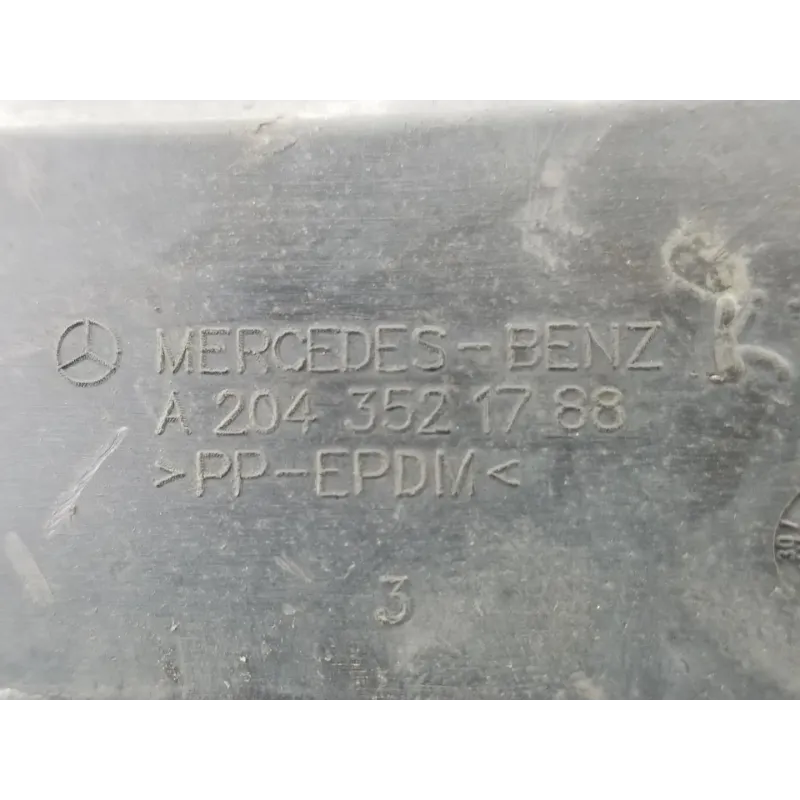 MERCEDES-BENZ
A 204 352 17 88
>PP-EPDM<
3